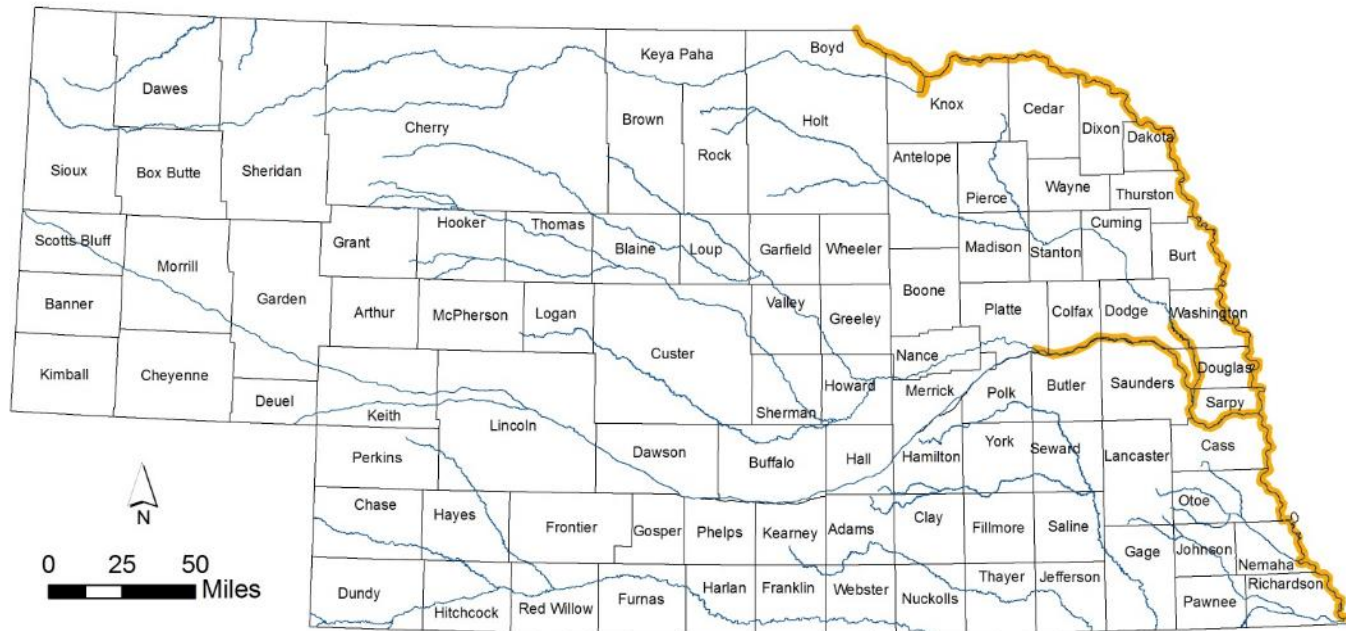 Keya Paha
Boyd
Dawes
Knox
Cedar
Dixon
Dakota
Cherry
Brown
Rock
Holt
Sioux
Box Butte
Sheridan
Antelope
Pierce
Wayne
Thurston
Scotts Bluff
Morrill
Grant
Hooker
Thomas
Blaine
Loup
Garfield
Wheeler
Madison
Stanton
Cuming
Burt
Banner
Garden
Arthur
McPherson
Logan
Custer
Valley
Greeley
Boone
Platte
Colfax
Dodge
Washington
Kimball
Cheyenne
Deuel
Keith
Lincoln
Sherman
Howard
Nance
Merrick
Polk
Butler
Saunders
Douglas
Sarpy
Perkins
Dawson
Buffalo
Hall
Hamilton
York
Seward
Lancaster
Cass
Otoe
Chase
Hayes
Frontier
Gosper
Phelps
Kearney
Adams
Clay
Fillmore
Saline
Gage
Johnson
Nemaha
Richardson
Dundy
Hitchcock
Red Willow
Furnas
Harlan
Franklin
Webster
Nuckolls
Thayer
Jefferson
Pawnee
N
0 25 50
Miles